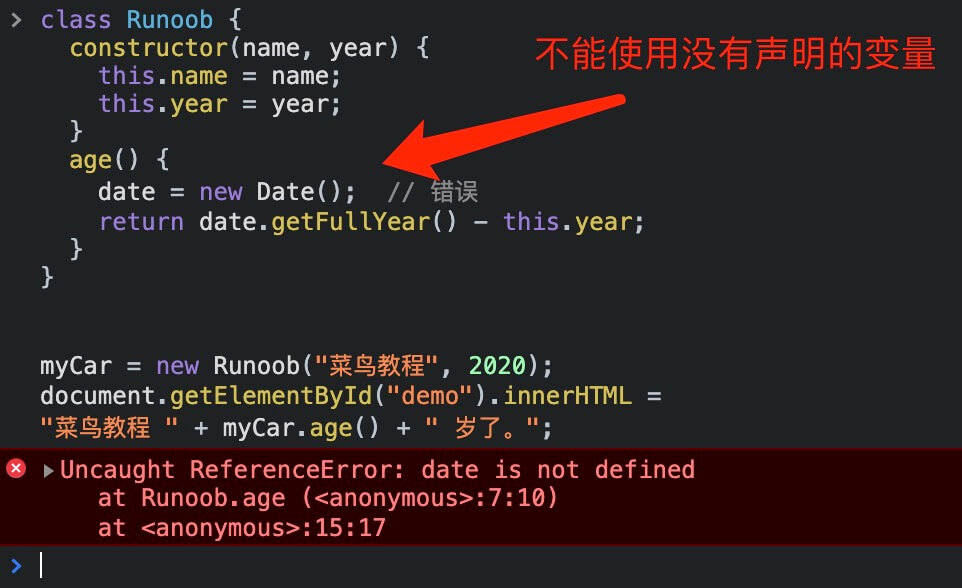 class Runoob {
constructor(name, year) {
不能使用没有声明的变量
this.name = name;
this.year = year;
}
age() {
date = new Date();  // 错误
return date.getFullYear() - this.year;
}
}
myCar = new Runoob("菜鸟教程", 2020);
document.getElementById("demo").innerHTML =
"菜鸟教程 " + myCar.age() + " 岁了。";
Uncaught ReferenceError: date is not defined
at Runoob.age (<anonymous>:7:10)
at <anonymous>:15:17